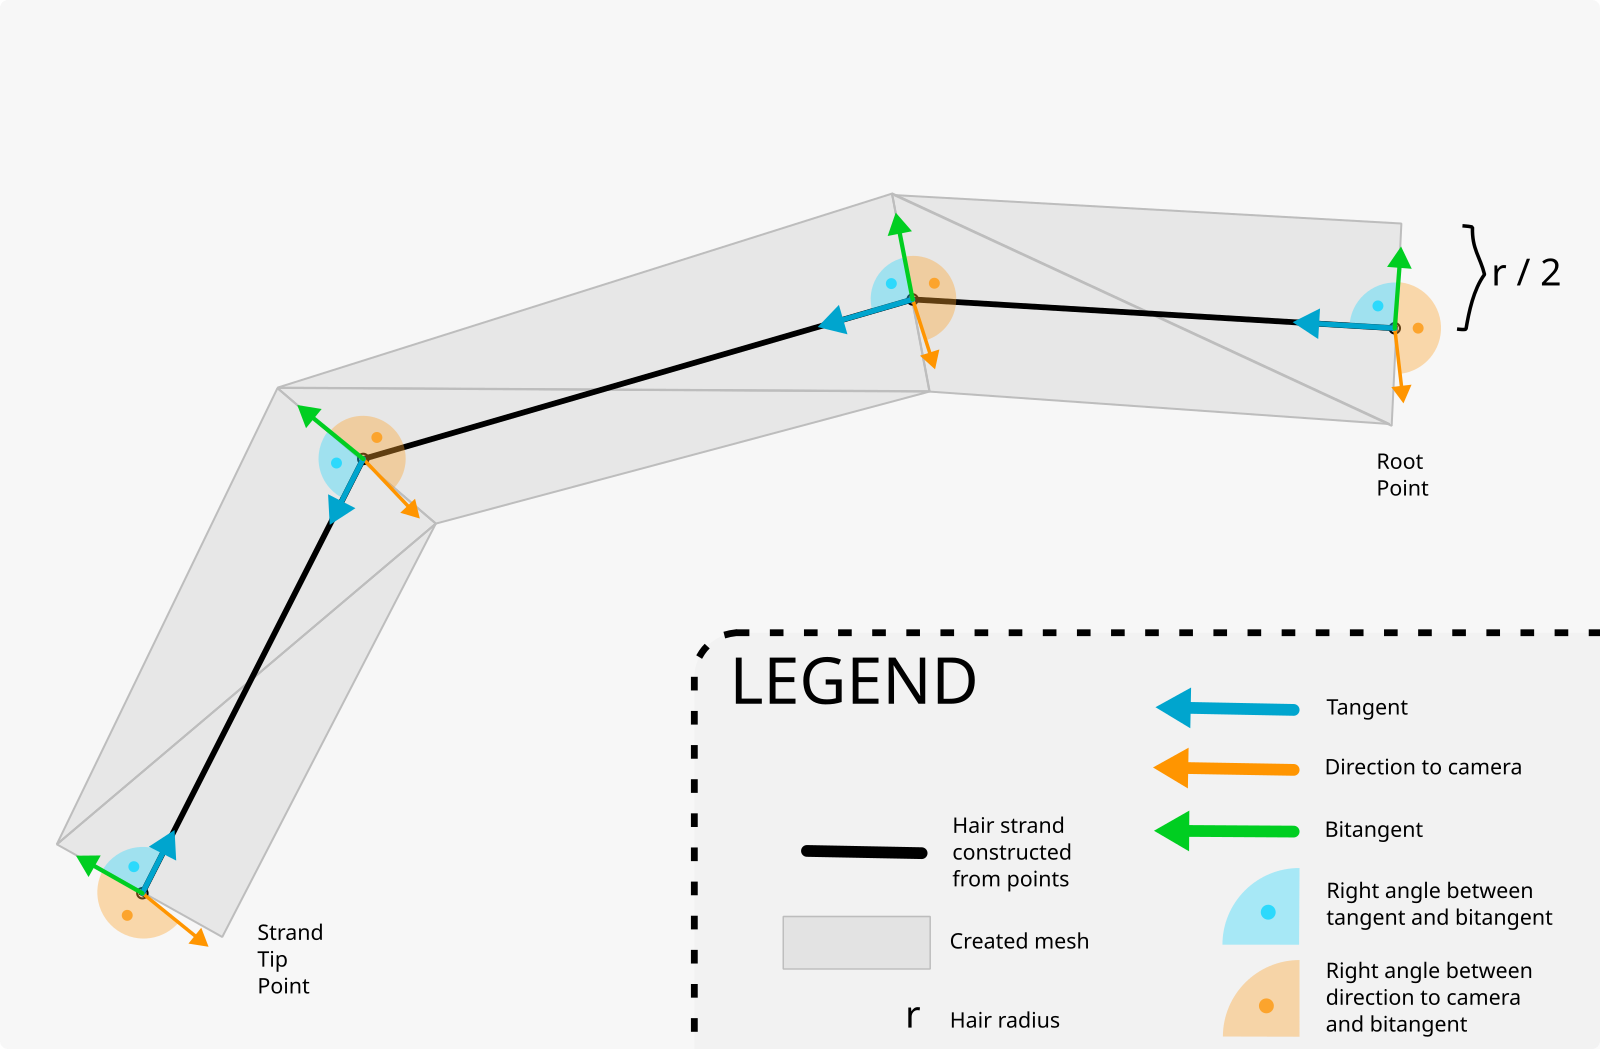 r / 2
Root
Point
Strand
Tip
Point
LEGEND
Hair strand
constructed
from points
Created mesh
r Hair radius
Tangent
Direction to camera
Bitangent
Right angle between
tangent and bitangent
Right angle between
direction to camera
and bitangent